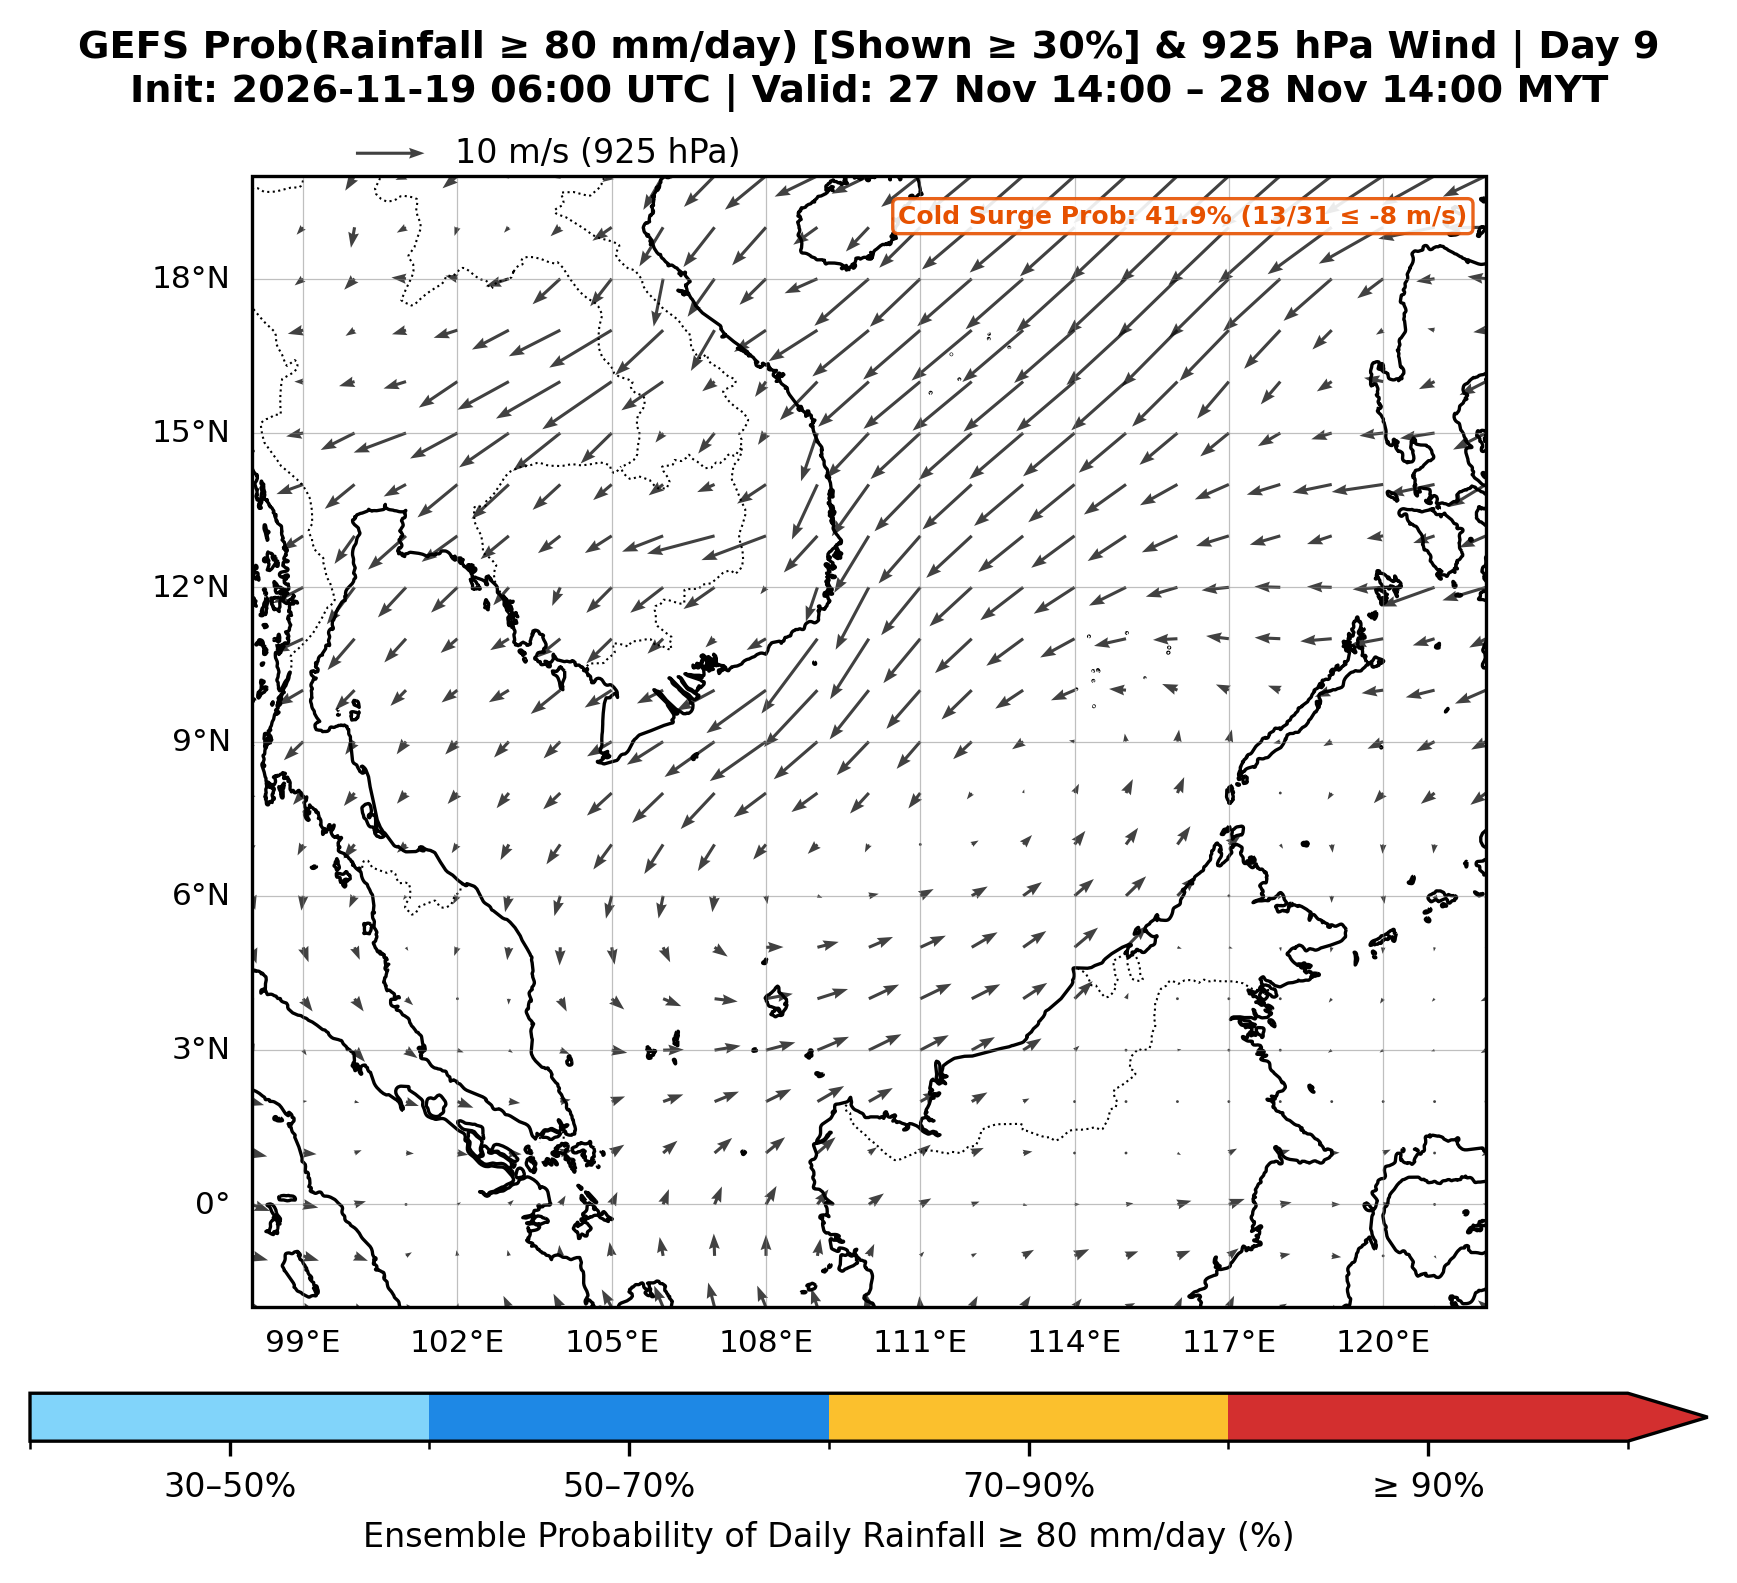 GEFS Prob(Rainfall ≥ 80 mm/day) [Shown ≥ 30%] & 925 hPa Wind | Day 9
Init: 2026-11-19 06:00 UTC | Valid: 27 Nov 14:00 – 28 Nov 14:00 MYT
10 m/s (925 hPa)
Cold Surge Prob: 41.9% (13/31 ≤ -8 m/s)
18°N
15°N
12°N
9°N
6°N
3°N
0°
99°E 102°E 105°E 108°E 111°E 114°E 117°E 120°E
30–50% 50–70% 70–90% ≥ 90%
Ensemble Probability of Daily Rainfall ≥ 80 mm/day (%)